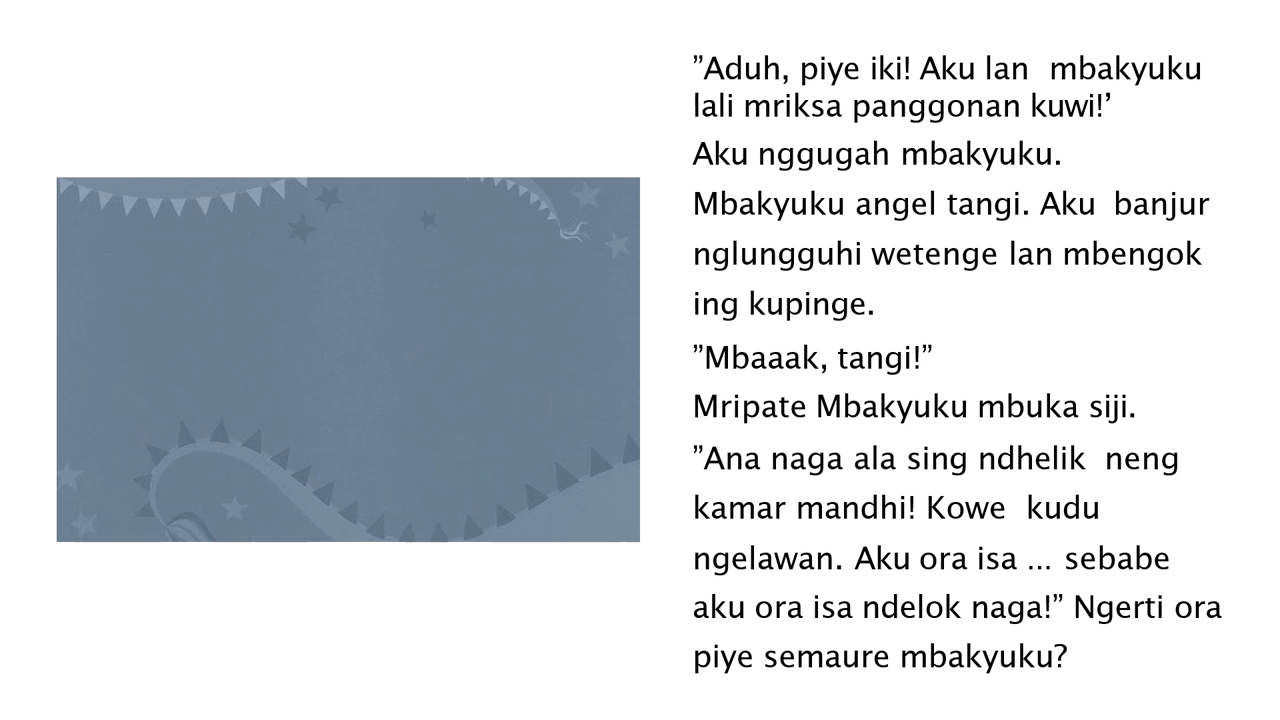 ”Aduh, piye iki! Aku lan mbakyuku
lali mriksa panggonan kuwi!’
Aku nggugah mbakyuku.
Mbakyuku angel tangi. Aku banjur
nglungguhi wetenge lan mbengok
ing kupinge.
”Mbaaak, tangi!”
Mripate Mbakyuku mbuka siji.
”Ana naga ala sing ndhelik neng
kamar mandhi! Kowe kudu
ngelawan. Aku ora isa ... sebabe
aku ora isa ndelok naga!” Ngerti ora
piye semaure mbakyuku?